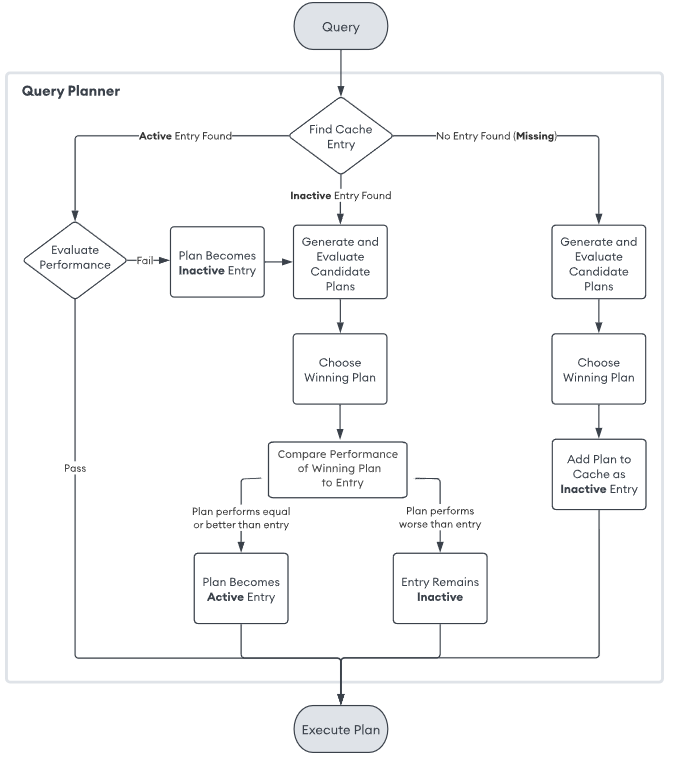 Query
Query Planner
Find Cache
Entry
Active Entry Found
No Entry Found (Missing)
Inactive Entry Found
Evaluate
Performance
Fail
Plan Becomes
Inactive Entry
Generate and
Evaluate
Candidate
Plans
Generate and
Evaluate
Candidate
Plans
Choose
Winning Plan
Choose
Winning Plan
Compare Performance
of Winning Plan
to Entry
Add Plan to
Cache as
Inactive Entry
Pass
Plan performs equal
or better than entry
Plan performs
worse than entry
Plan Becomes
Active Entry
Entry Remains
Inactive
Execute Plan